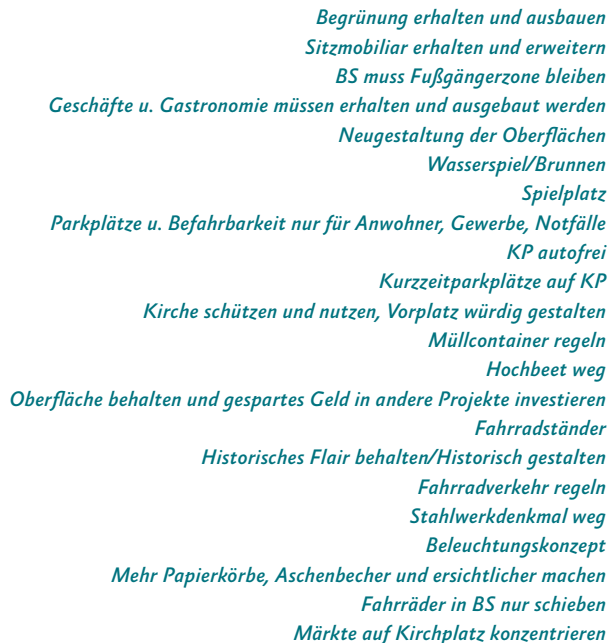 Begrünung erhalten und ausbauen
Sitzmobiliar erhalten und erweitern
BS muss Fußgängerzone bleiben
Geschäfte u. Gastronomie müssen erhalten und ausgebaut werden
Neugestaltung der Oberflächen
Wasserspiel/Brunnen
Spielplatz
Parkplätze u. Befahrbarkeit nur für Anwohner, Gewerbe, Notfälle
KP autofrei
Kurzzeitparkplätze auf KP
Kirche schützen und nutzen, Vorplatz würdig gestalten
Müllcontainer regeln
Hochbeet weg
Oberfläche behalten und gespartes Geld in andere Projekte investieren
Fahrradständer
Historisches Flair behalten/Historisch gestalten
Fahrradverkehr regeln
Stahlwerkdenkmal weg
Beleuchtungskonzept
Mehr Papierkörbe, Aschenbecher und ersichtlicher machen
Fahrräder in BS nur schieben
Märkte auf Kirchplatz konzentrieren